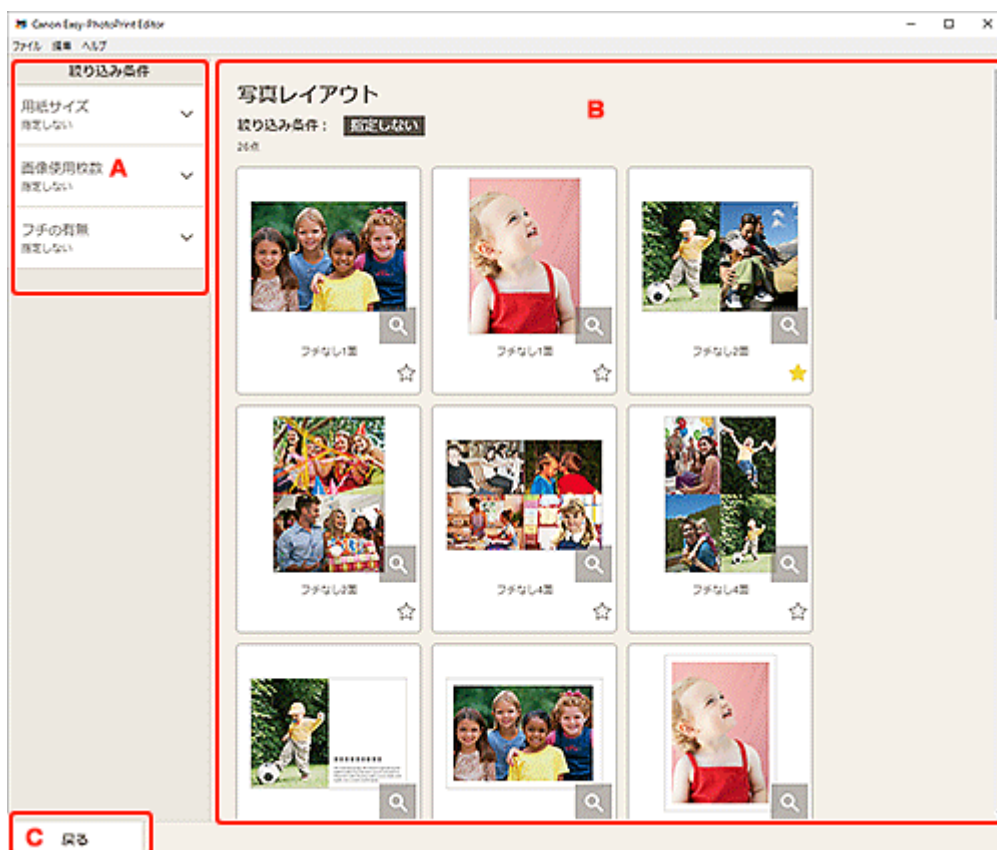 Canon Easy-PhotoPrint Editor
ファイル 編集 ヘルプ
絞り込み条件
用紙サイズ
指定しない
画像使用枚数 A
指定しない
フチの有無
指定しない
写真レイアウト
B
絞り込み条件： 指定しない
26点
フチなし1面
フチなし1面
フチなし2面
フチなし2面
フチなし4面
フチなし4面
C 戻る